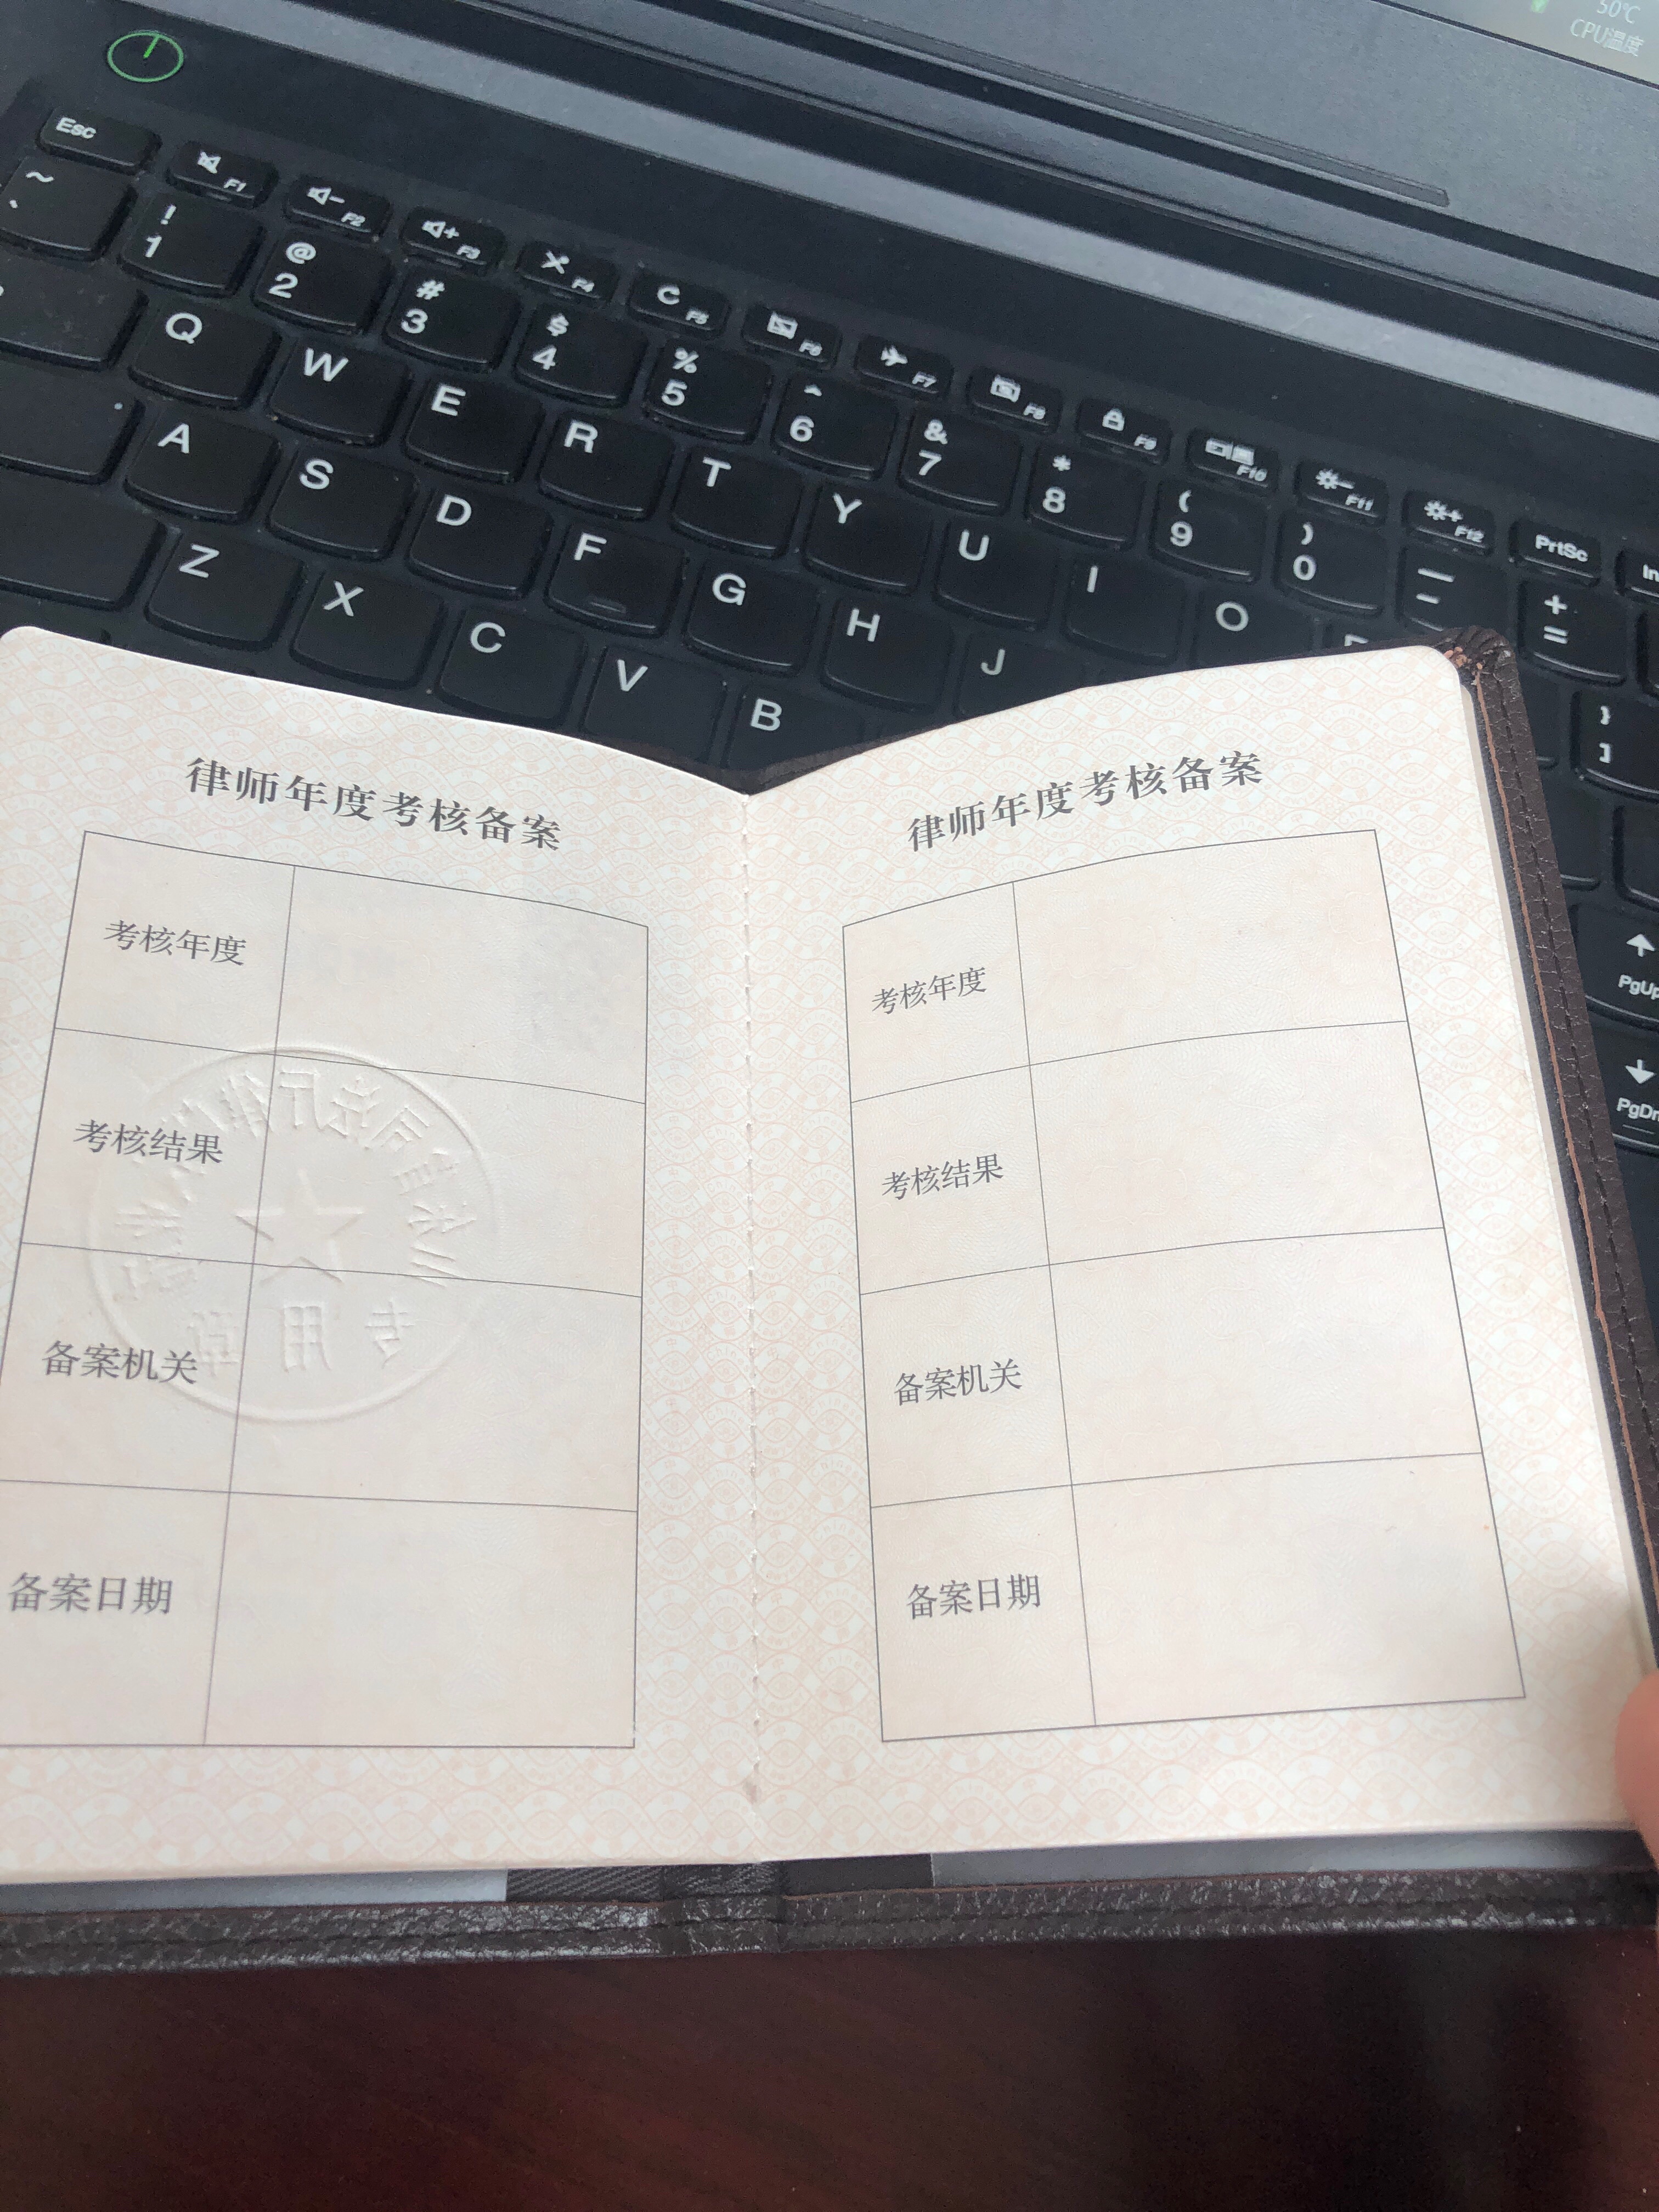 50℃
CPU温度
Esc
F1 F2 F3 F4 F5 F6 F7 F8 F9 F10 F11 F12 PrtSc In
~ ! @ # $ % ^ & * ( ) — +
` 1 2 3 4 5 6 7 8 9 0 - =
Q W E R T Y U I O
} ]
A S D F G H J
Z X C V B
PgUp
PgDn
律师年度考核备案
考核年度
考核结果
备案机关
备案日期
专用章
律师年度考核备案
考核年度
考核结果
备案机关
备案日期